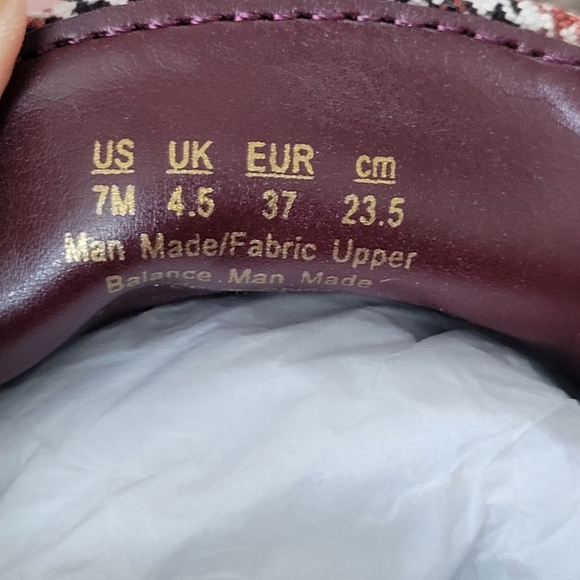 US UK EUR cm
7M 4.5 37 23.5
Man Made/Fabric Upper
Balance Man Made